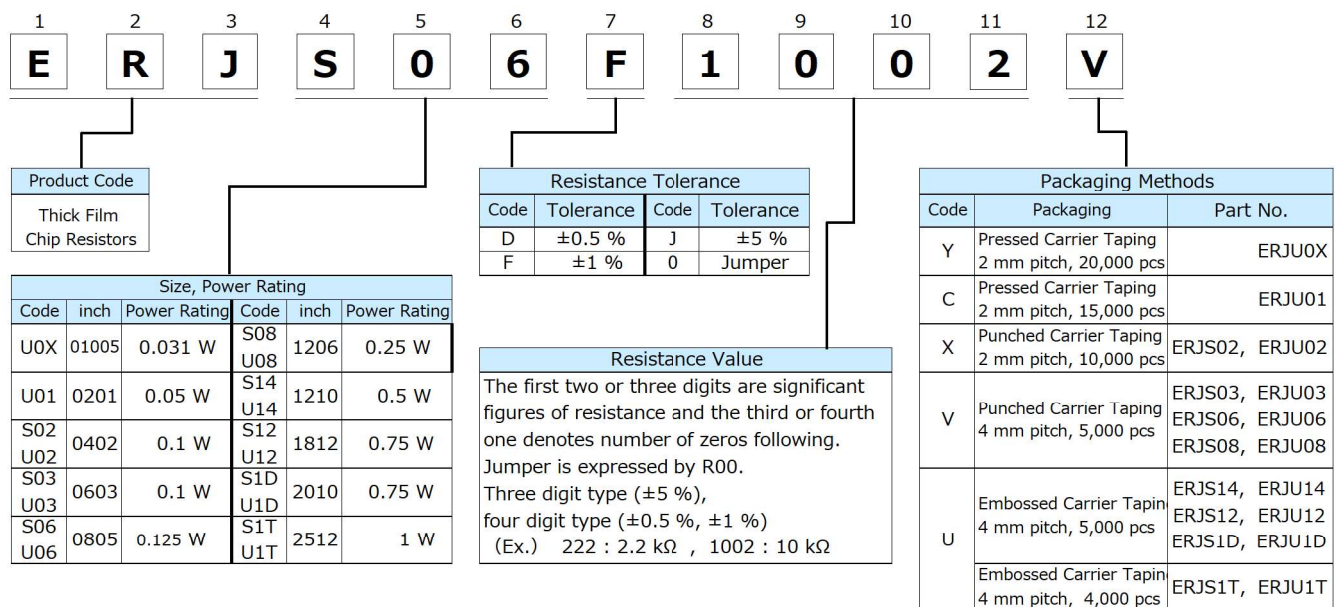 1 2 3 4 5 6 7 8 9 10 11 12
E R J S 0 6 F 1 0 0 2 V
Product Code
Thick Film
Chip Resistors
Size, Power Rating
Code inch Power Rating Code inch Power Rating
U0X 01005 0.031 W S08 U08 1206 0.25 W
U01 0201 0.05 W S14 U14 1210 0.5 W
S02 U02 0402 0.1 W S12 U12 1812 0.75 W
S03 U03 0603 0.1 W S1D U1D 2010 0.75 W
S06 U06 0805 0.125 W S1T U1T 2512 1 W
Resistance Tolerance
Code Tolerance Code Tolerance
D ±0.5 % J ±5 %
F ±1 % 0 Jumper
Resistance Value
The first two or three digits are significant
figures of resistance and the third or fourth
one denotes number of zeros following.
Jumper is expressed by R00.
Three digit type (±5 %),
four digit type (±0.5 %, ±1 %)
(Ex.) 222 : 2.2 kΩ , 1002 : 10 kΩ
Packaging Methods
Code Packaging Part No.
Y Pressed Carrier Taping
2 mm pitch, 20,000 pcs ERJU0X
C Pressed Carrier Taping
2 mm pitch, 15,000 pcs ERJU01
X Punched Carrier Taping
2 mm pitch, 10,000 pcs ERJS02, ERJU02
V Punched Carrier Taping
4 mm pitch, 5,000 pcs
ERJS03, ERJU03
ERJS06, ERJU06
ERJS08, ERJU08
U Embossed Carrier Taping
4 mm pitch, 5,000 pcs
ERJS14, ERJU14
ERJS12, ERJU12
ERJS1D, ERJU1D
Embossed Carrier Taping
4 mm pitch, 4,000 pcs ERJS1T, ERJU1T